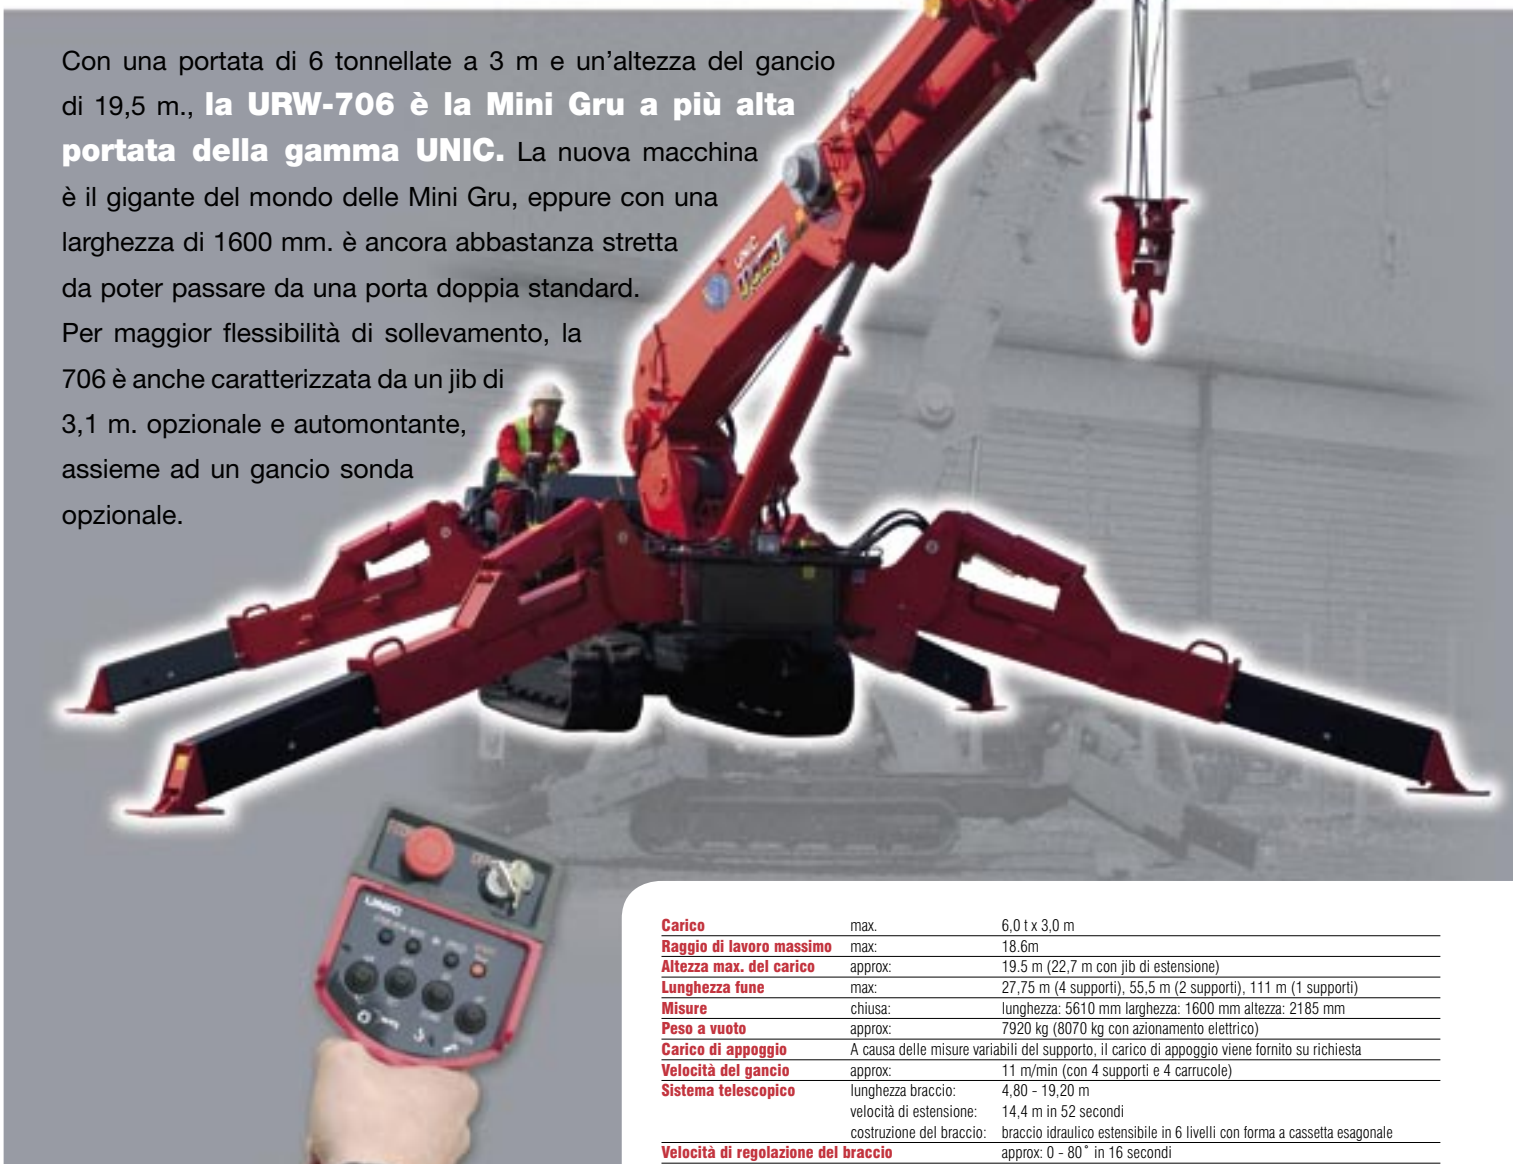 Con una portata di 6 tonnellate a 3 m e un’altezza del gancio
di 19,5 m., la URW-706 è la Mini Gru a più alta
portata della gamma UNIC. La nuova macchina
è il gigante del mondo delle Mini Gru, eppure con una
larghezza di 1600 mm. è ancora abbastanza stretta
da poter passare da una porta doppia standard.
Per maggior flessibilità di sollevamento, la
706 è anche caratterizzata da un jib di
3,1 m. opzionale e automontante,
assieme ad un gancio sonda
opzionale.
UNIC
UNIC
Carico max. 6,0 t x 3,0 m
Raggio di lavoro massimo max: 18.6m
Altezza max. del carico approx: 19.5 m (22,7 m con jib di estensione)
Lunghezza fune max: 27,75 m (4 supporti), 55,5 m (2 supporti), 111 m (1 supporti)
Misure chiusa: lunghezza: 5610 mm larghezza: 1600 mm altezza: 2185 mm
Peso a vuoto approx: 7920 kg (8070 kg con azionamento elettrico)
Carico di appoggio A causa delle misure variabili del supporto, il carico di appoggio viene fornito su richiesta
Velocità del gancio approx: 11 m/min (con 4 supporti e 4 carrucole)
Sistema telescopico lunghezza braccio: 4,80 - 19,20 m
velocità di estensione: 14,4 m in 52 secondi
costruzione del braccio: braccio idraulico estensibile in 6 livelli con forma a cassetta esagonale
Velocità di regolazione del braccio approx: 0 - 80˚ in 16 secondi